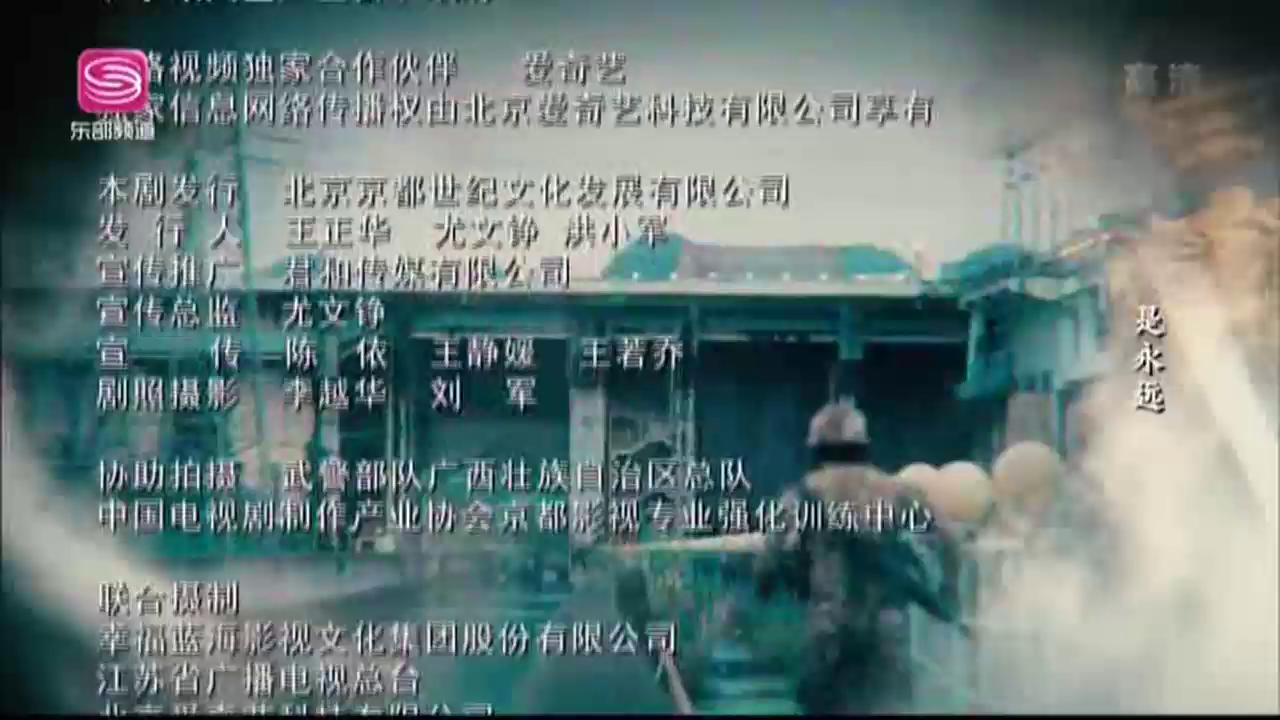 网络视频独家合作伙伴 爱奇艺
独家信息网络传播权由北京爱奇艺科技有限公司享有
东部频道
高清
本剧发行 北京京都世纪文化发展有限公司
发 行 人 王正华 尤文铮 洪小军
宣传推广 君和传媒有限公司
宣传总监 尤文铮
宣 传 陈 依 王静媛 王若乔
剧照摄影 李越华 刘 军
是永远
协助拍摄 武警部队广西壮族自治区总队
中国电视剧制作产业协会京都影视专业强化训练中心
联合摄制
幸福蓝海影视文化集团股份有限公司
江苏省广播电视总台